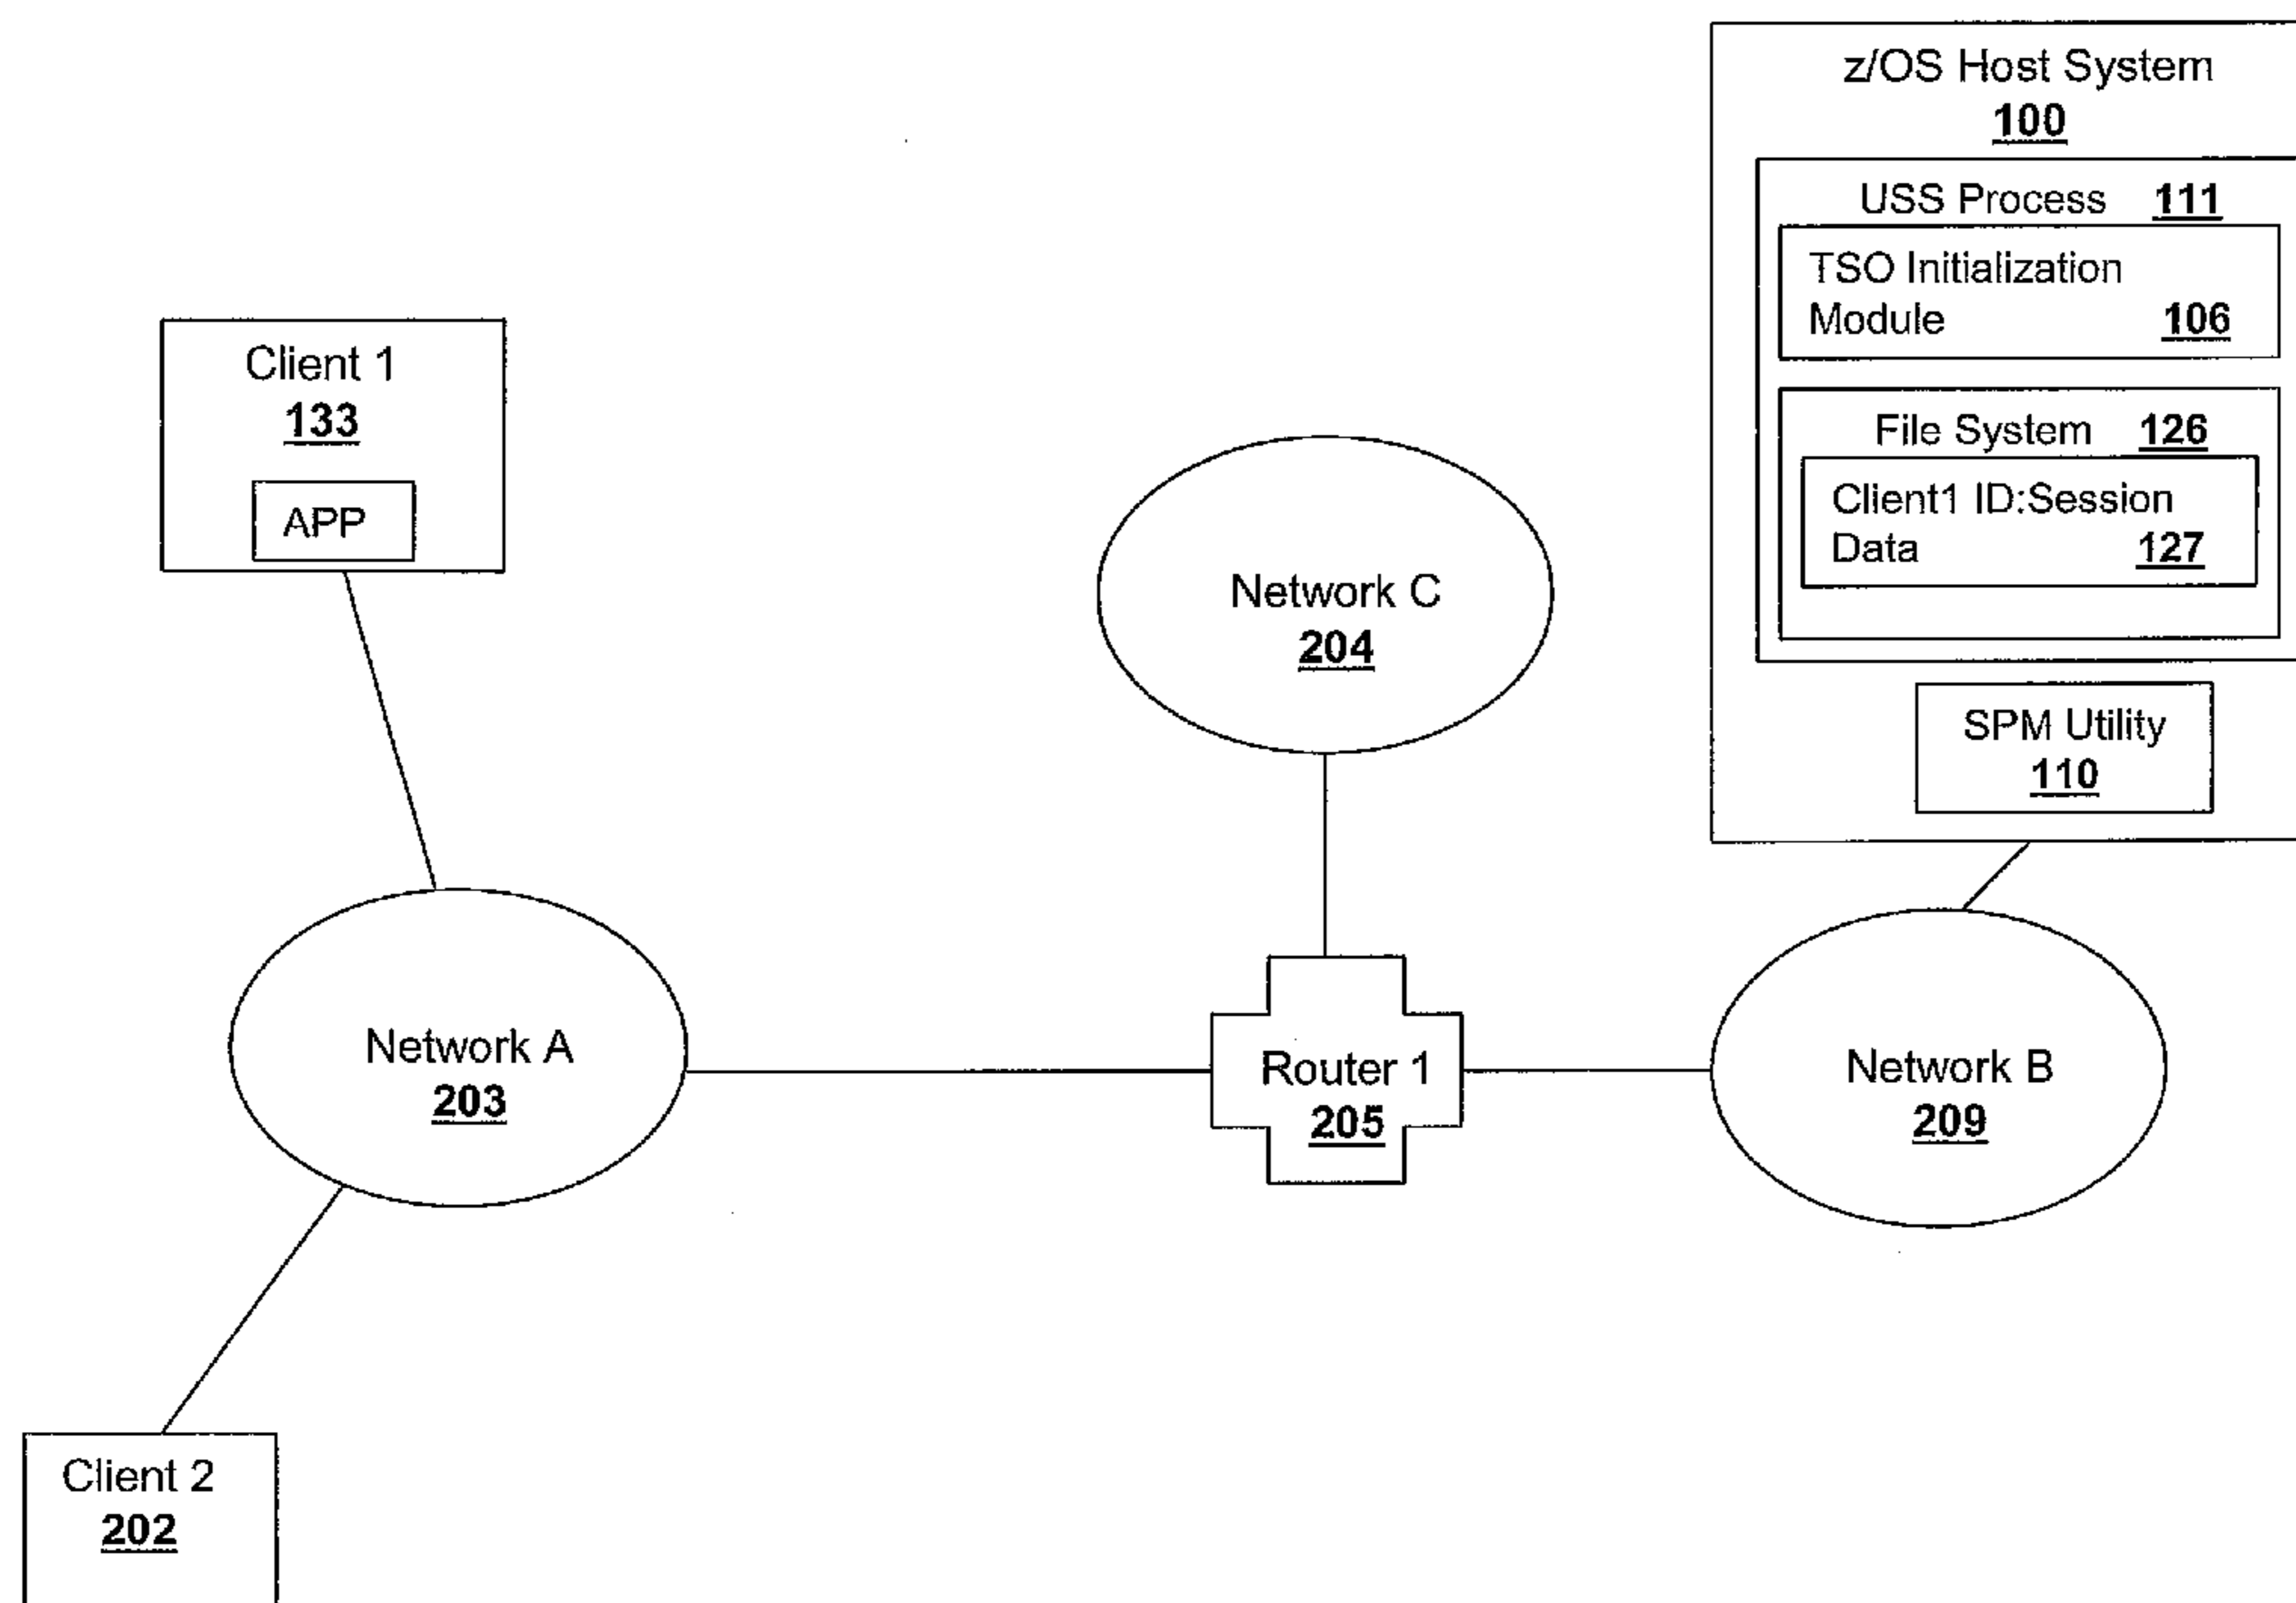 z/OS Host System
100
USS Process 111
TSO Initialization
Module 106
File System 126
Client1 ID:Session
Data 127
SPM Utility
110
Client 1
133
APP
Network C
204
Network A
203
Router 1
205
Network B
209
Client 2
202